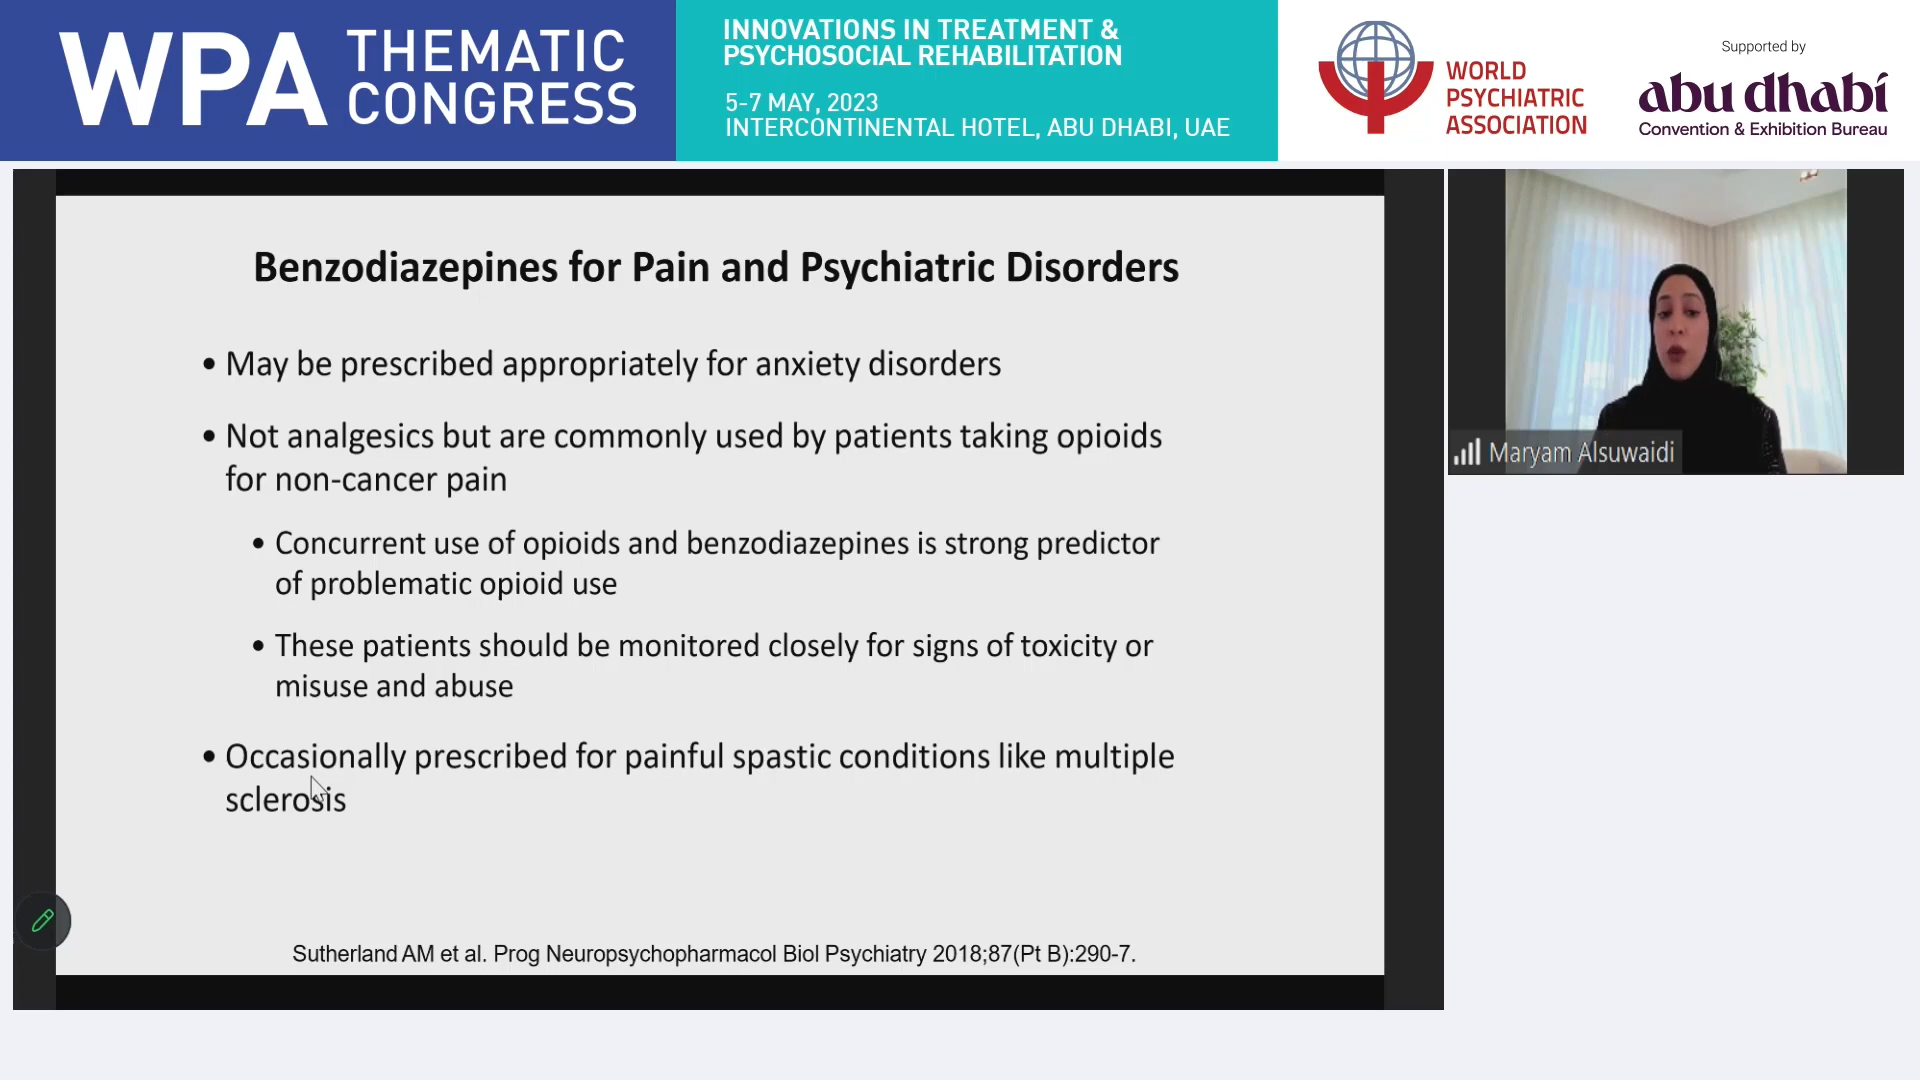 WPA THEMATIC CONGRESS
INNOVATIONS IN TREATMENT &
PSYCHOSOCIAL REHABILITATION
5-7 MAY, 2023
INTERCONTINENTAL HOTEL, ABU DHABI, UAE
WORLD
PSYCHIATRIC
ASSOCIATION
Supported by
abu dhabi
Convention & Exhibition Bureau
Benzodiazepines for Pain and Psychiatric Disorders
• May be prescribed appropriately for anxiety disorders
• Not analgesics but are commonly used by patients taking opioids
for non-cancer pain
• Concurrent use of opioids and benzodiazepines is strong predictor
of problematic opioid use
• These patients should be monitored closely for signs of toxicity or
misuse and abuse
• Occasionally prescribed for painful spastic conditions like multiple
sclerosis
Sutherland AM et al. Prog Neuropsychopharmacol Biol Psychiatry 2018;87(Pt B):290-7.
Maryam Alsuwaidi